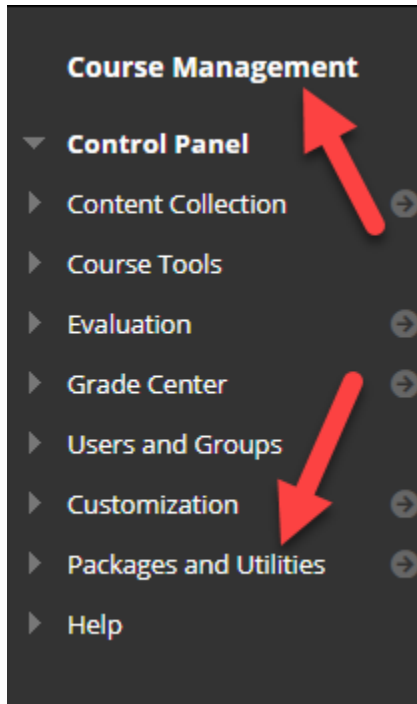 Course Management
Control Panel
Content Collection
Course Tools
Evaluation
Grade Center
Users and Groups
Customization
Packages and Utilities
Help